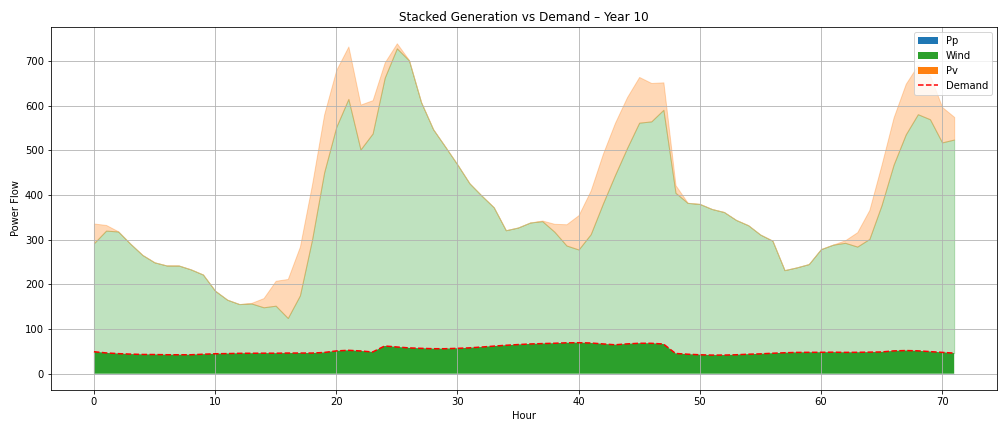 Stacked Generation vs Demand – Year 10
Pp
Wind
Pv
Demand
Power Flow
700
600
500
400
300
200
100
0
0 10 20 30 40 50 60 70
Hour